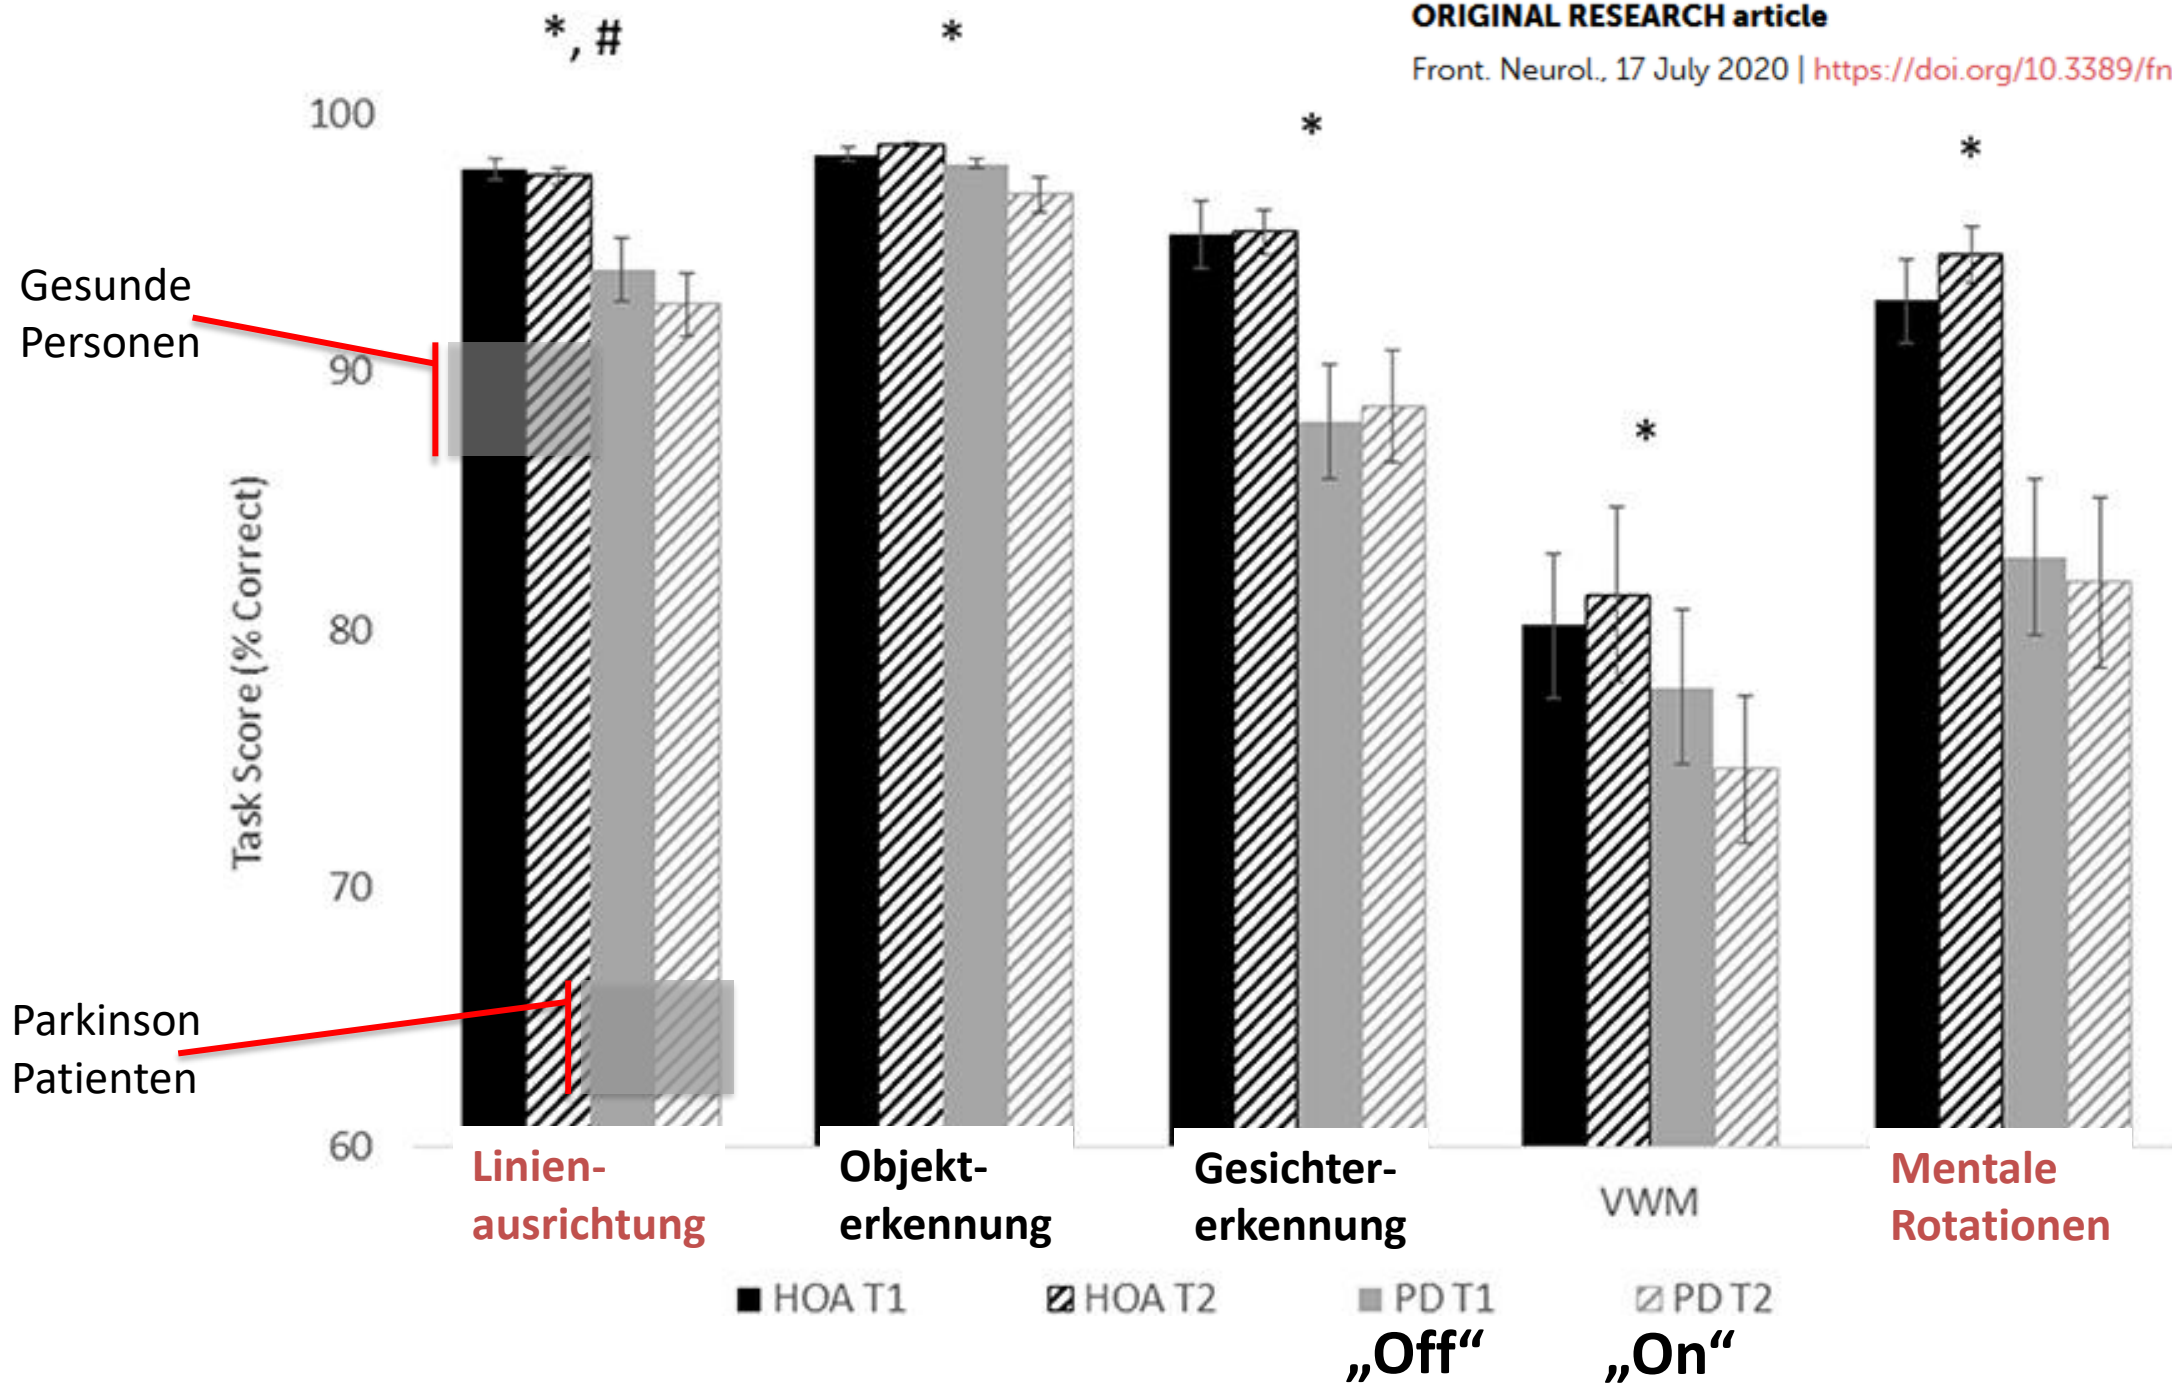 ORIGINAL RESEARCH article
Front. Neurol., 17 July 2020 | https://doi.org/10.3389/fn
*, #
*
*
*
*
100
90
80
70
60
Task Score (% Correct)
Gesunde
Personen
Parkinson
Patienten
Linien-
ausrichtung
Objekt-
erkennung
Gesichter-
erkennung
VWM
Mentale
Rotationen
HOA T1
HOA T2
PD T1
PD T2
„Off“
„On“